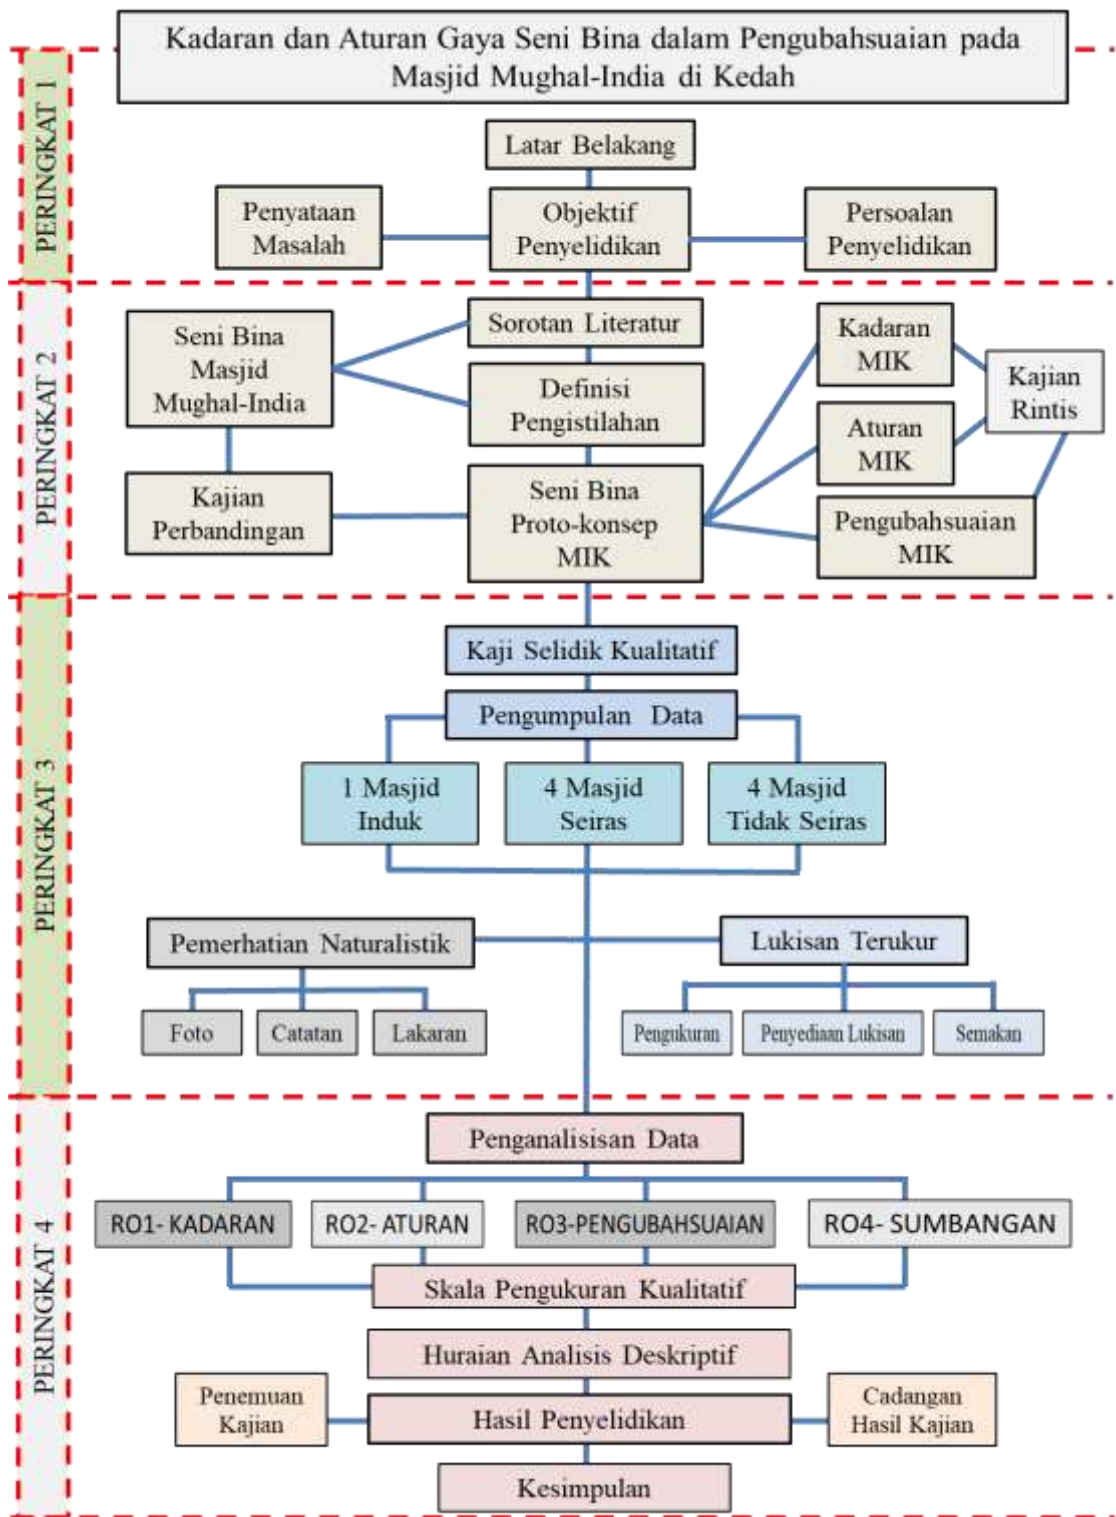 Kadaran dan Aturan Gaya Seni Bina dalam Pengubahsuaian pada
Masjid Mughal-India di Kedah
PERINGKAT 1
Latar Belakang
Penyataan
Masalah
Objektif
Penyelidikan
Persoalan
Penyelidikan
PERINGKAT 2
Seni Bina
Masjid
Mughal-India
Sorotan Literatur
Definisi
Pengistilahan
Kajian
Perbandingan
Seni Bina
Proto-konsep
MIK
Kadaran
MIK
Aturan
MIK
Pengubahsuaian
MIK
Kajian
Rintis
PERINGKAT 3
Kaji Selidik Kualitatif
Pengumpulan Data
1 Masjid
Induk
4 Masjid
Seiras
4 Masjid
Tidak Seiras
Pemerhatian Naturalistik
Foto
Catatan
Lakaran
Lukisan Terukur
Pengukuran
Penyediaan Lukisan
Semakan
PERINGKAT 4
Penganalisisan Data
RO1- KADARAN
RO2- ATURAN
RO3-PENGUBAHSUAIAN
RO4- SUMBANGAN
Skala Pengukuran Kualitatif
Huraian Analisis Deskriptif
Penemuan
Kajian
Hasil Penyelidikan
Cadangan
Hasil Kajian
Kesimpulan